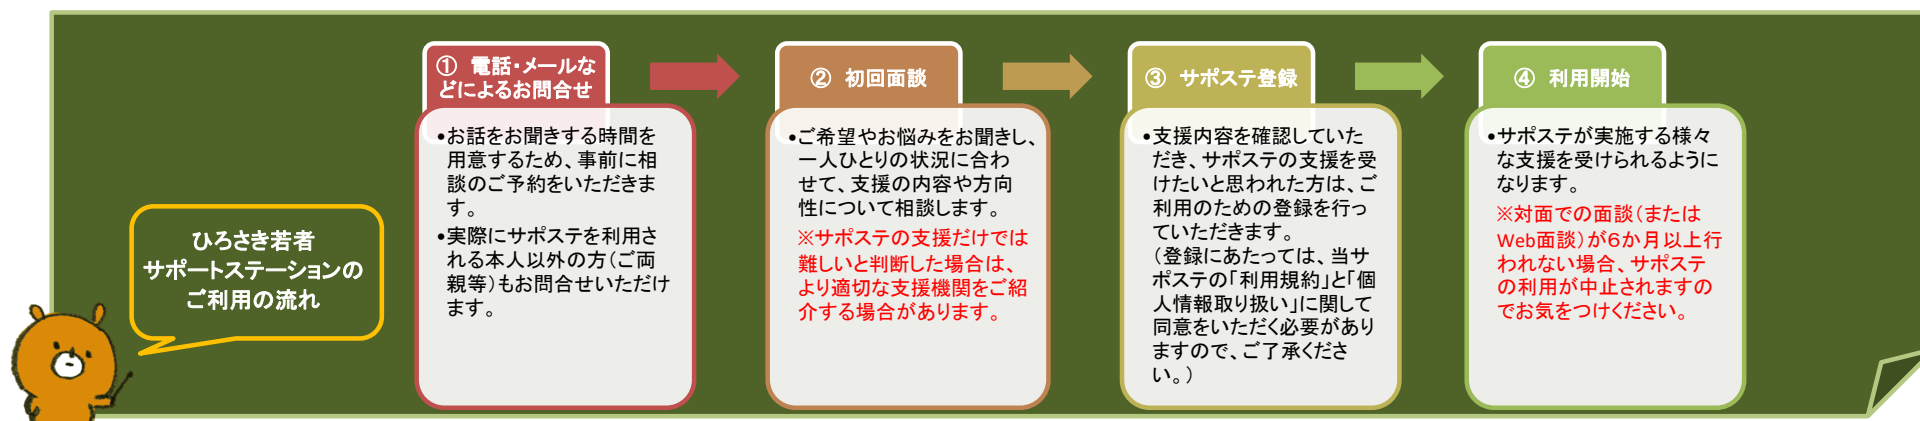 ひろさき若者
サポートステーションの
ご利用の流れ
① 電話・メールな
どによるお問合せ
•お話をお聞きする時間を
用意するため、事前に相
談のご予約をいただきま
す。
•実際にサポステを利用さ
れる本人以外の方(ご両
親等)もお問合せいただけ
ます。
② 初回面談
•ご希望やお悩みをお聞きし、
一人ひとりの状況に合わ
せて、支援の内容や方向
性について相談します。
※サポステの支援だけでは
難しいと判断した場合は、
より適切な支援機関をご紹
介する場合があります。
③ サポステ登録
•支援内容を確認していた
だき、サポステの支援を受
けたいと思われた方は、ご
利用のための登録を行っ
ていただきます。
(登録にあたっては、当サ
ポステの「利用規約」と「個
人情報取り扱い」に関して
同意をいただく必要があり
ますので、ご了承くださ
い。)
④ 利用開始
•サポステが実施する様々
な支援を受けられるように
なります。
※対面での面談(または
Web面談)が6か月以上行
われない場合、サポステ
の利用が中止されますの
でお気をつけください。